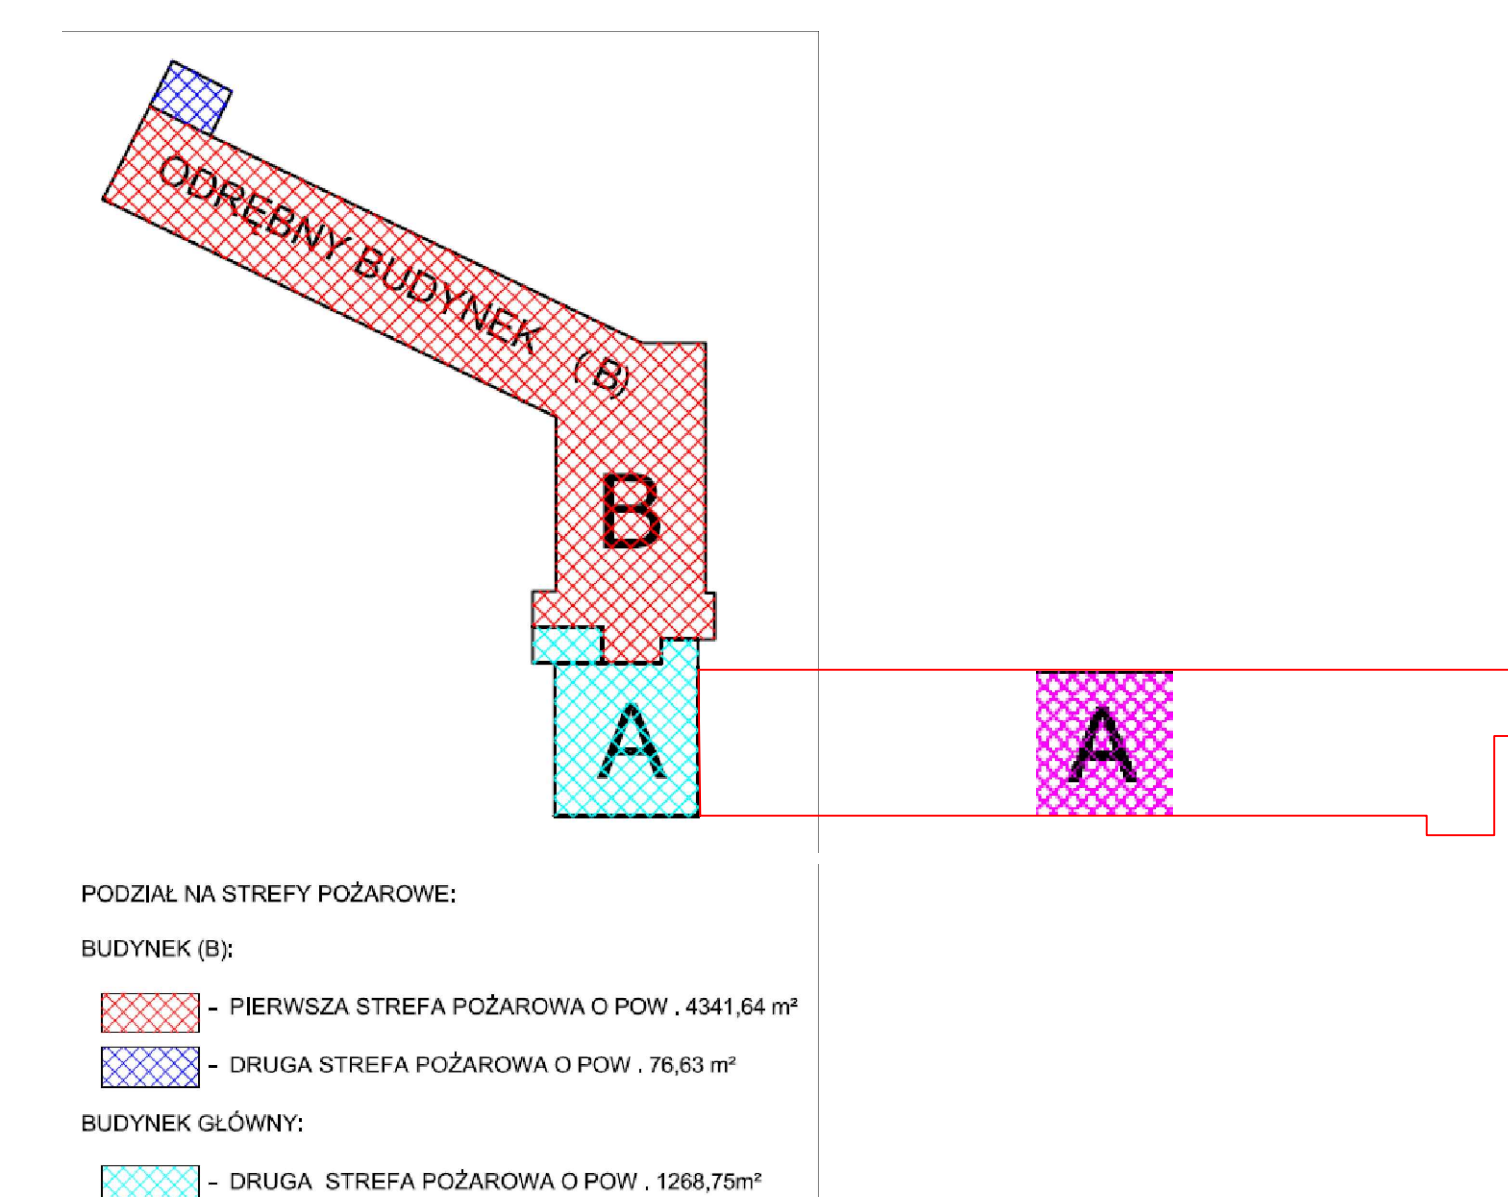 ODRĘBNY BUDYNEK (B)
B
A
A
PODZIAŁ NA STREFY POŻAROWE:
BUDYNEK (B):
- PIERWSZA STREFA POŻAROWA O POW . 4341,64 m²
- DRUGA STREFA POŻAROWA O POW . 76,63 m²
BUDYNEK GŁÓWNY:
- DRUGA STREFA POŻAROWA O POW . 1268,75m²